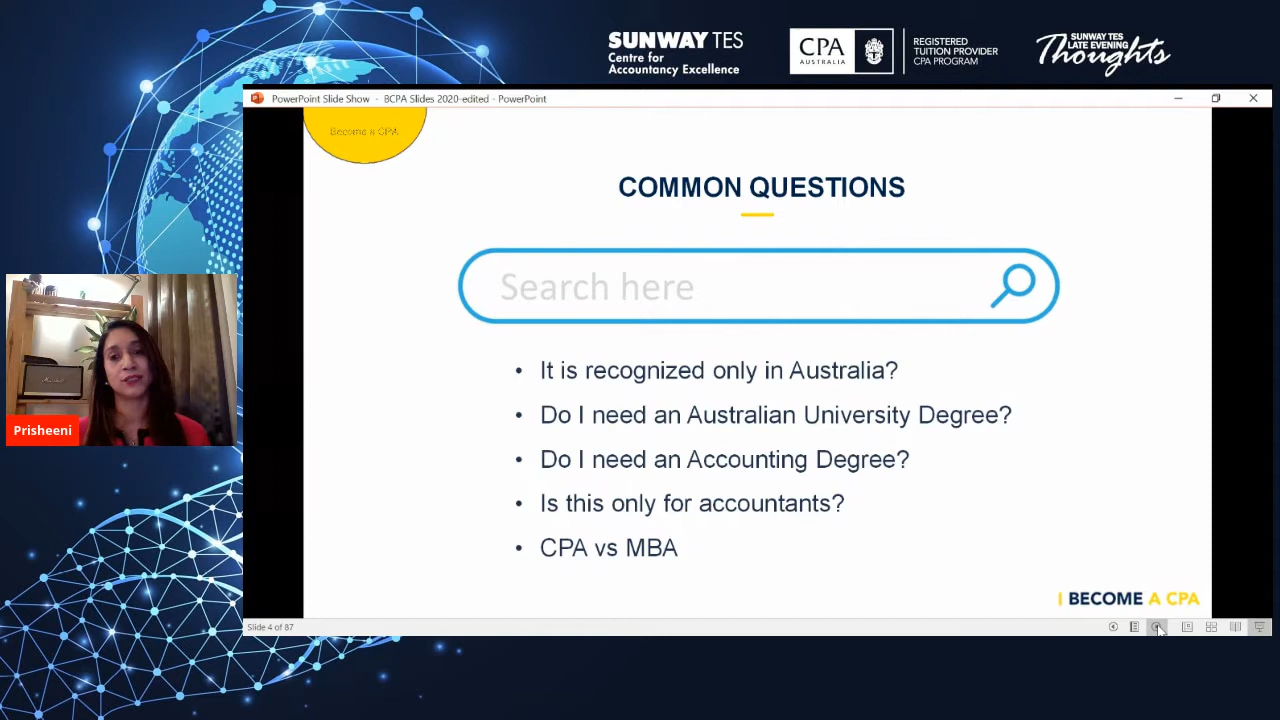 SUNWAY TES
Centre for
Accountancy Excellence
CPA
AUSTRALIA
REGISTERED
TUITION PROVIDER
CPA PROGRAM
SUNWAY TES
LATE EVENING
Thoughts
PowerPoint Slide Show - BCPA Slides 2020-edited - PowerPoint
Become a CPA
COMMON QUESTIONS
Search here
• It is recognized only in Australia?
• Do I need an Australian University Degree?
• Do I need an Accounting Degree?
• Is this only for accountants?
• CPA vs MBA
Marshall
Prisheeni
BECOME A CPA
Slide 4 of 87